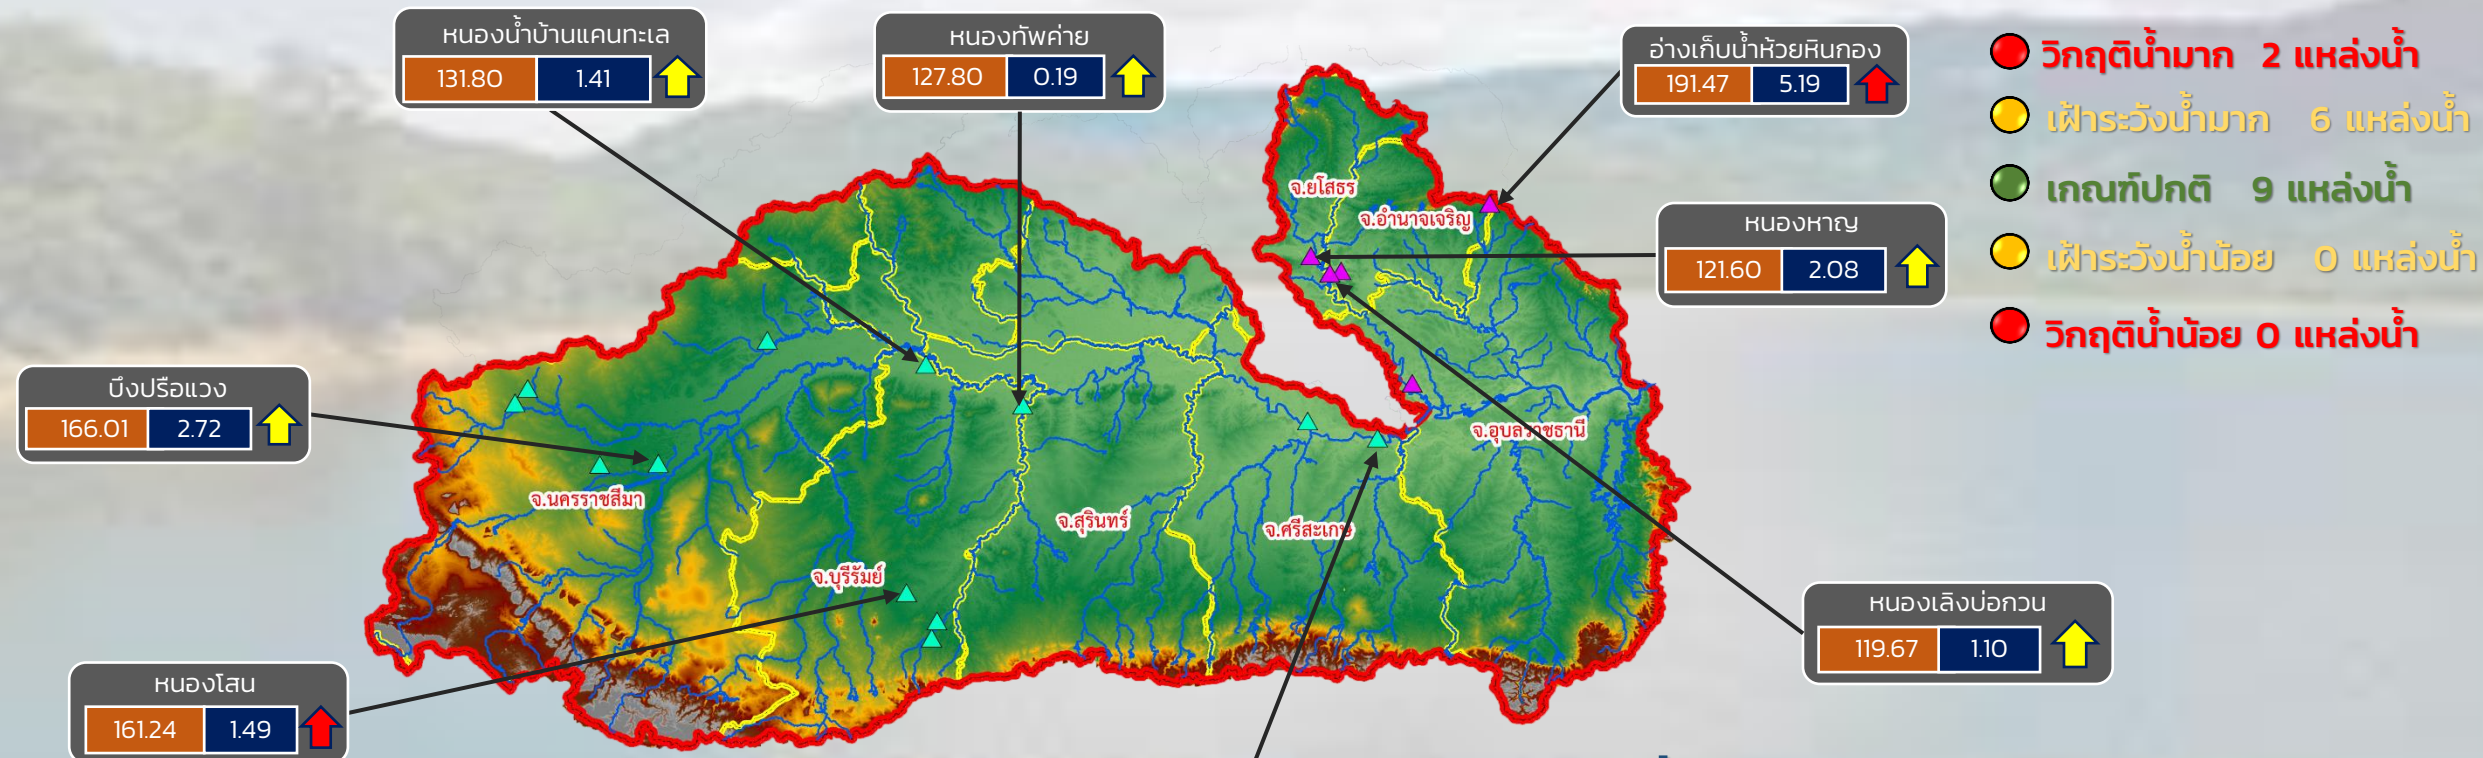 หนองน้ำบ้านแคนทะเล
131.80 1.41
หนองทัพค่าย
127.80 0.19
อ่างเก็บน้ำห้วยหินกอง
191.47 5.19
วิกฤติน้ำมาก 2 แหล่งน้ำ
เฝ้าระวังน้ำมาก 6 แหล่งน้ำ
เกณฑ์ปกติ 9 แหล่งน้ำ
เฝ้าระวังน้ำน้อย 0 แหล่งน้ำ
วิกฤติน้ำน้อย 0 แหล่งน้ำ
จ.ยโสธร
จ.อำนาจเจริญ
หนองหาญ
121.60 2.08
บึงปรือแวง
166.01 2.72
จ.อุบลราชธานี
จ.นครราชสีมา
จ.สุรินทร์
จ.ศรีสะเกษ
จ.บุรีรัมย์
หนองเลิงบ่อกวน
119.67 1.10
หนองโสน
161.24 1.49